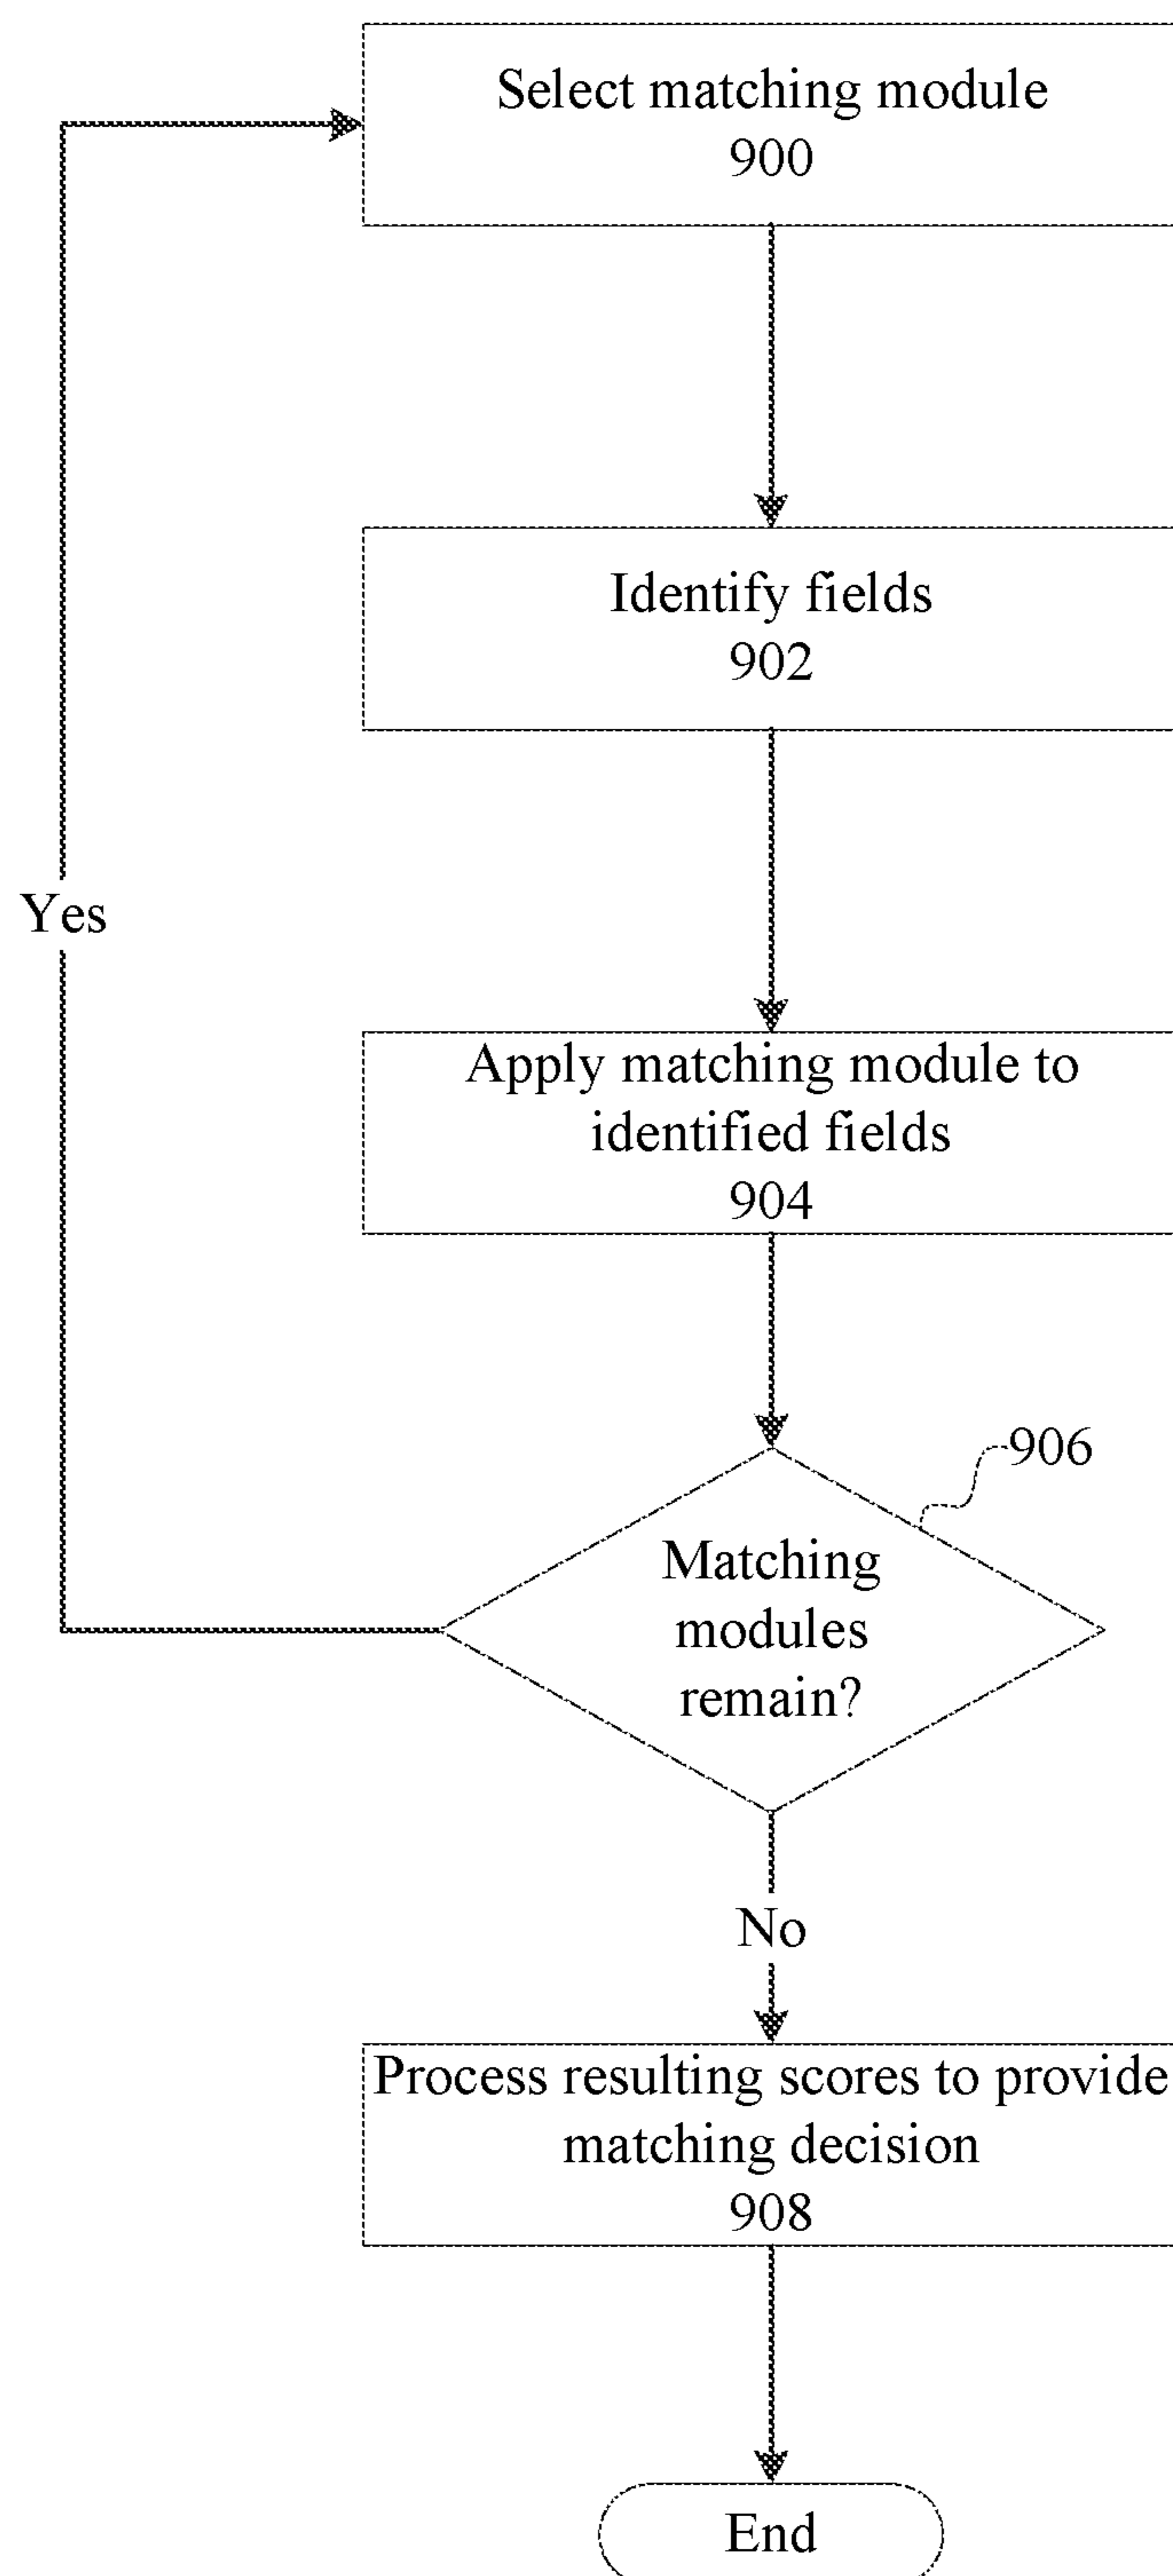 Select matching module
900
Identify fields
902
Yes
Apply matching module to
identified fields
904
906
Matching
modules
remain?
No
Process resulting scores to provide
matching decision
908
End